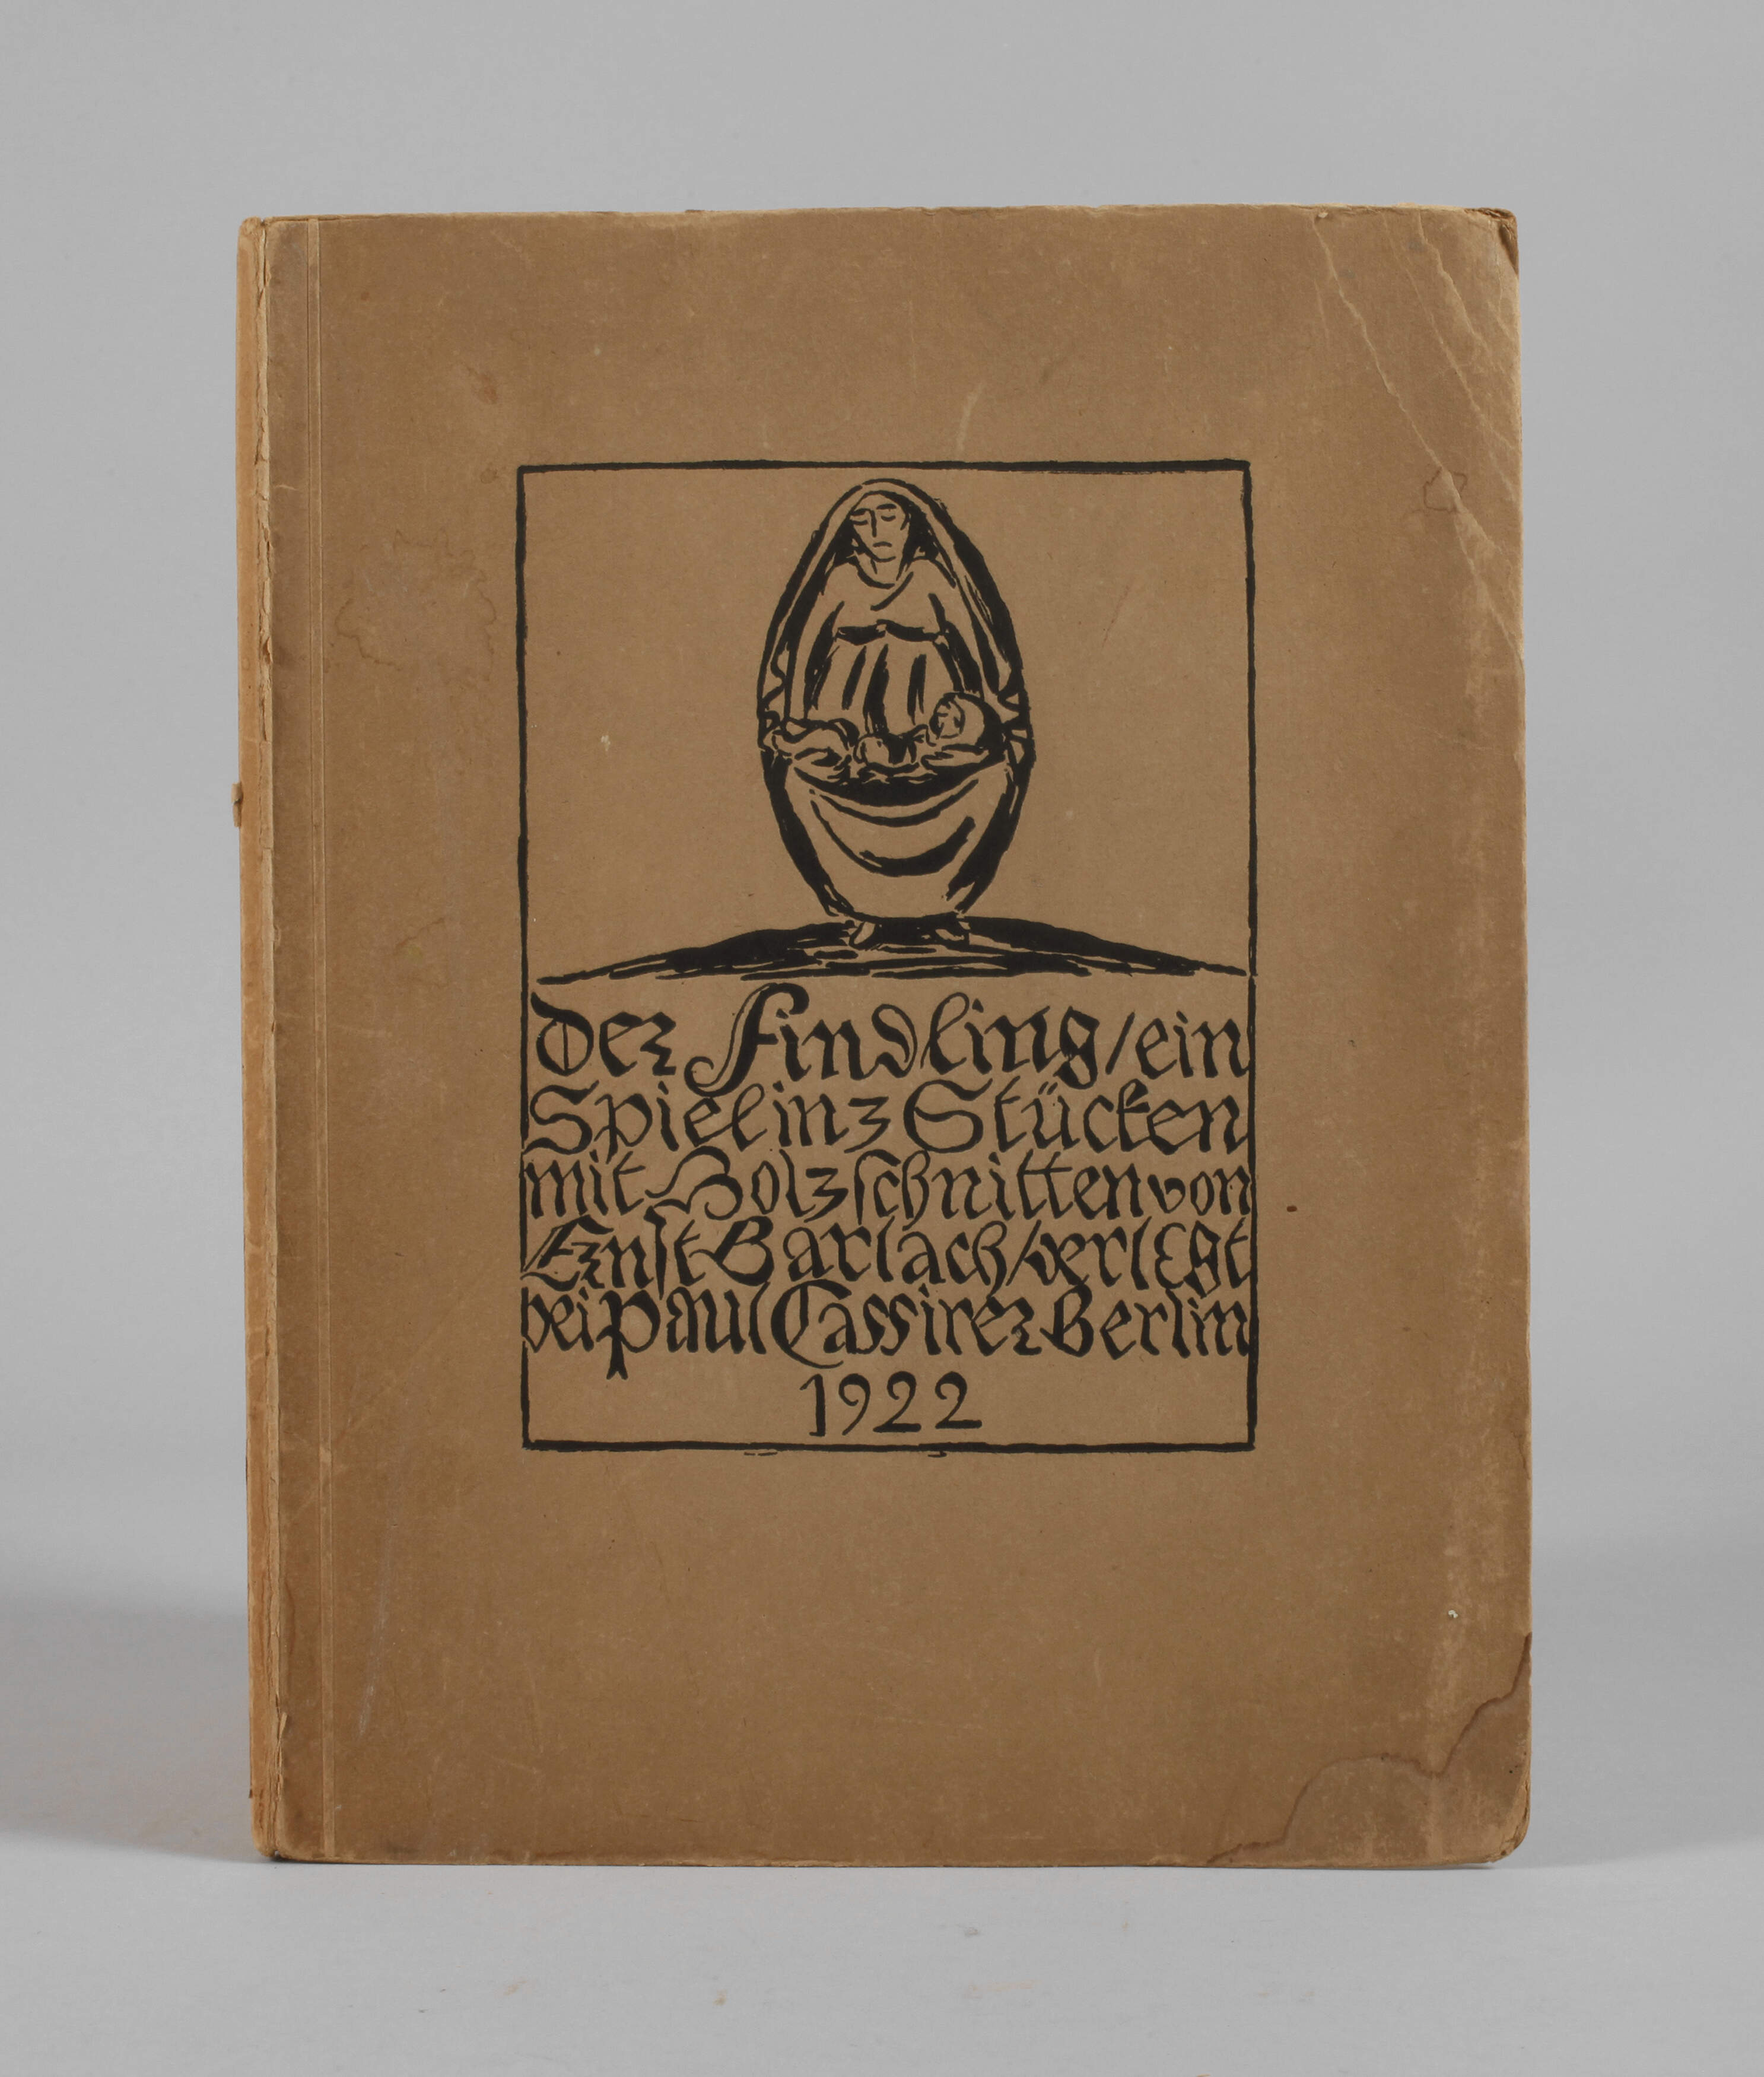 Der Findling / ein
Spiel in 3 Stücken
mit Holzschnitten von
Ernst Barlach / verlegt
bei Paul Cassirer Berlin
1922